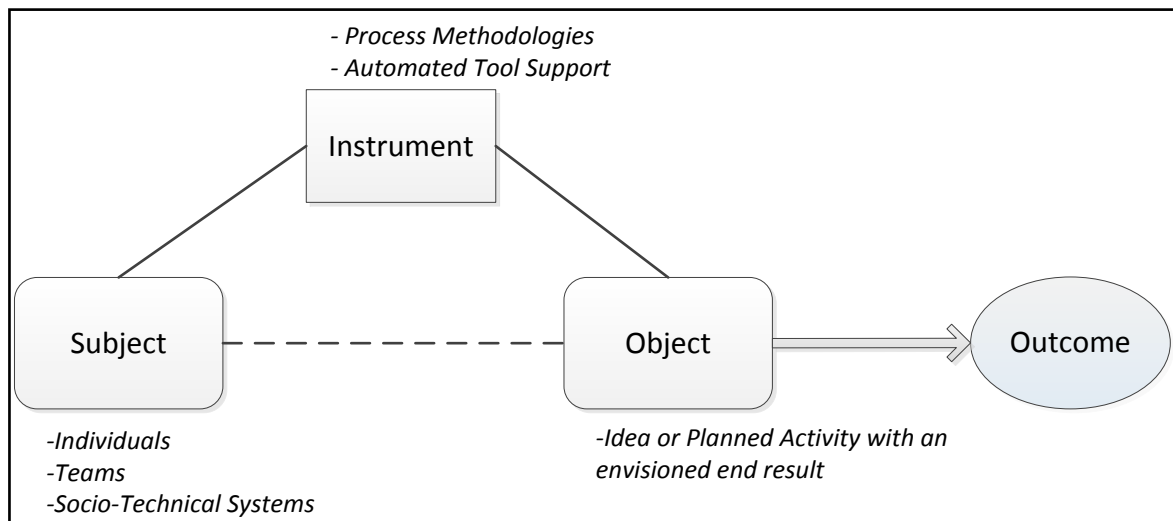 - Process Methodologies
- Automated Tool Support
Instrument
Subject
Object
Outcome
-Individuals
-Teams
-Socio-Technical Systems
-Idea or Planned Activity with an
envisioned end result